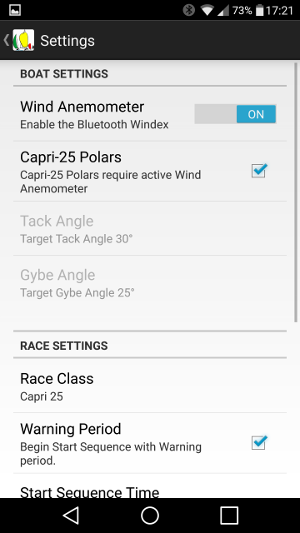 73% 17:21
Settings
BOAT SETTINGS
Wind Anemometer
Enable the Bluetooth Windex
ON
Capri-25 Polars
Capri-25 Polars require active Wind
Anemometer
Tack Angle
Target Tack Angle 30°
Gybe Angle
Target Gybe Angle 25°
RACE SETTINGS
Race Class
Capri 25
Warning Period
Begin Start Sequence with Warning
period.
Start Sequence Time